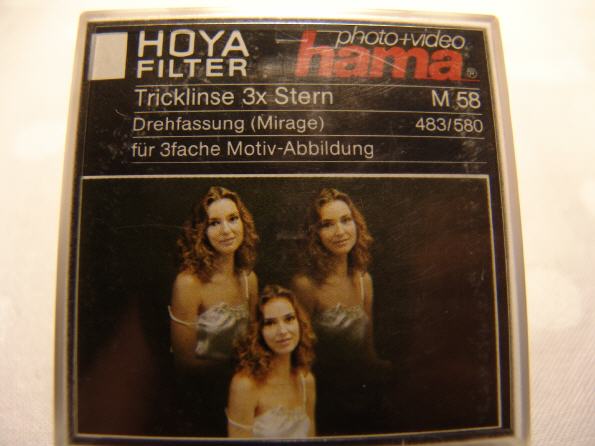 HOYA
FILTER
photo+video
hama®
Tricklinse 3x Stern M 58
Drehfassung (Mirage) 483/580
für 3fache Motiv-Abbildung